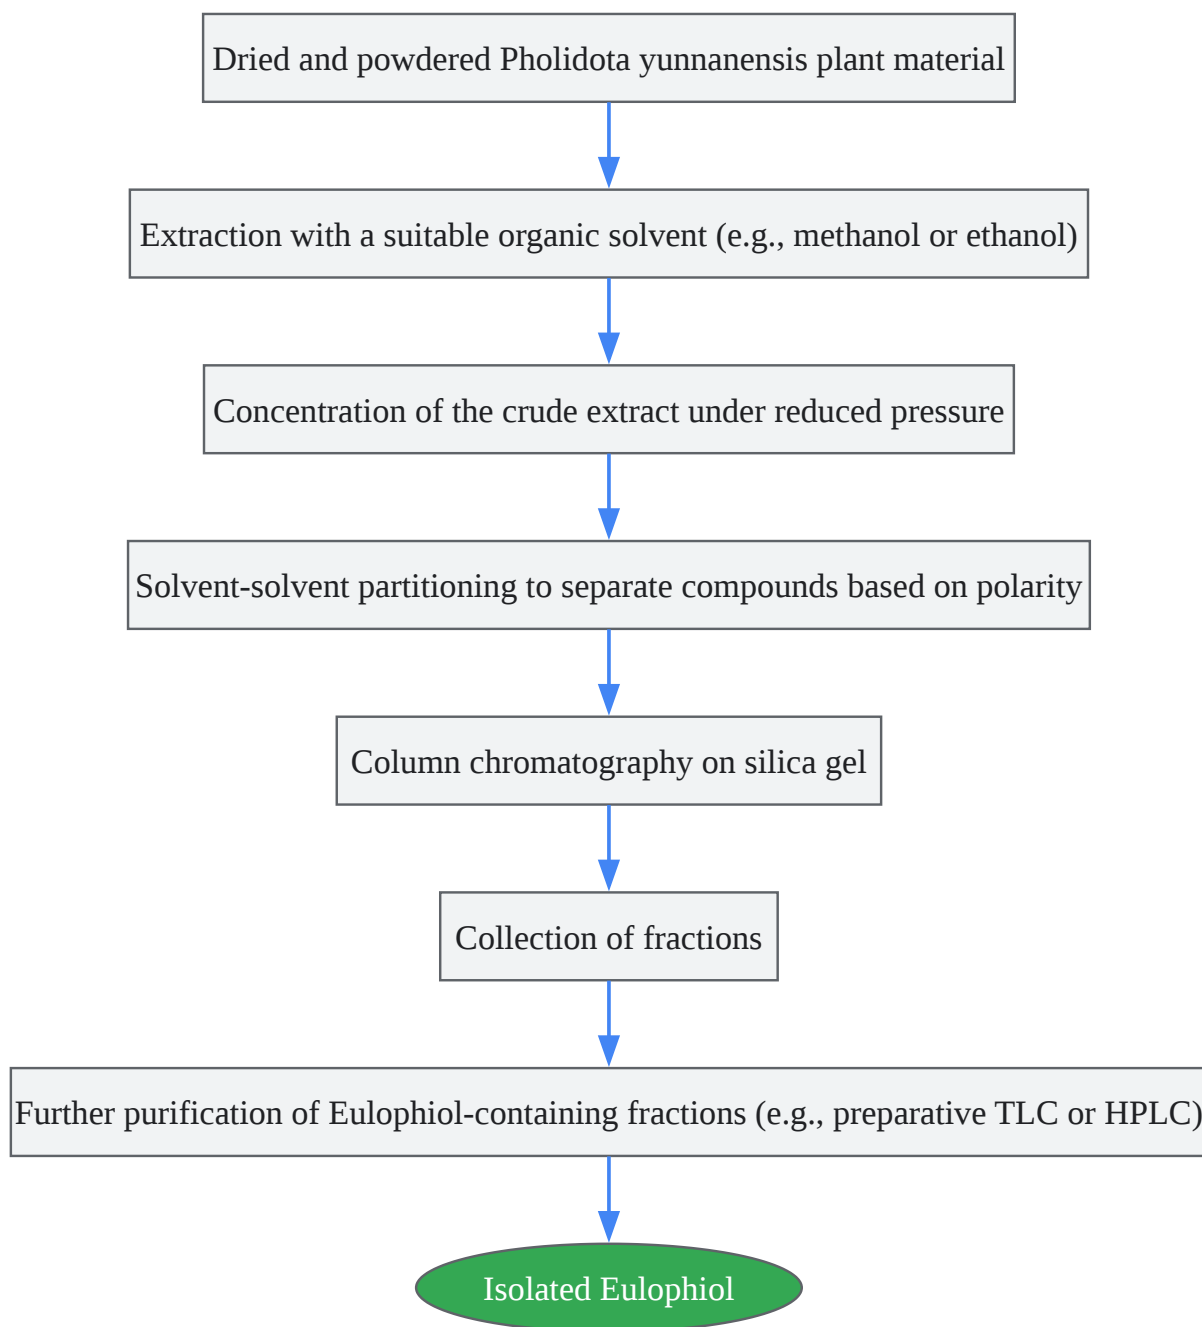 Dried and powdered Pholidota yunnanensis plant material
Extraction with a suitable organic solvent (e.g., methanol or ethanol)
Concentration of the crude extract under reduced pressure
Solvent-solvent partitioning to separate compounds based on polarity
Column chromatography on silica gel
Collection of fractions
Further purification of Eulophiol-containing fractions (e.g., preparative TLC or HPLC)
Isolated Eulophiol